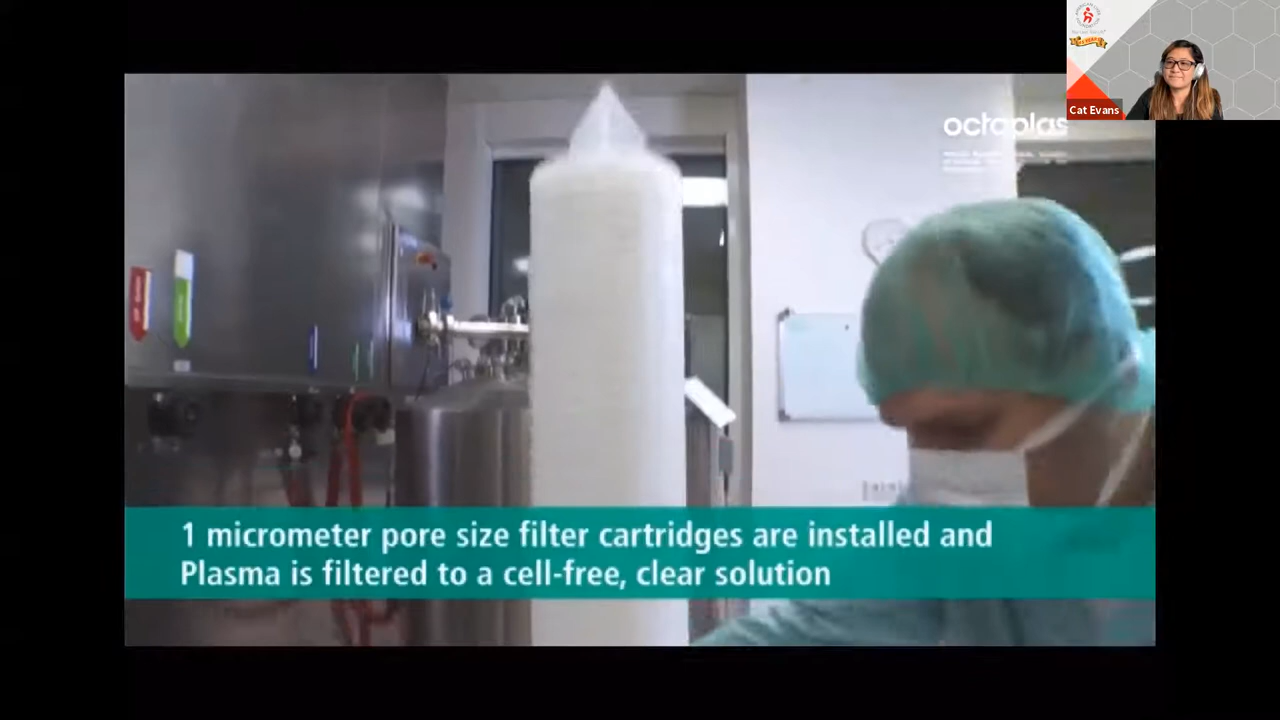 octaplas
Cat Evans
1 micrometer pore size filter cartridges are installed and
Plasma is filtered to a cell-free, clear solution